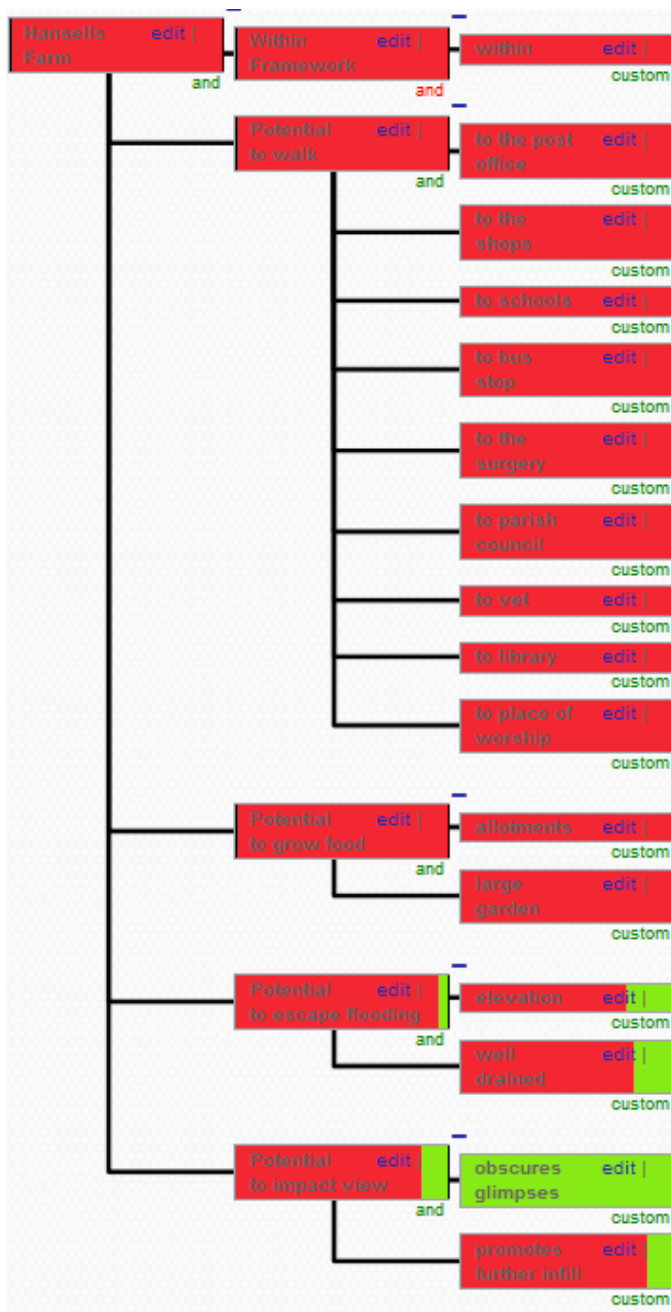 Hansells edit |
Farm
and
Within edit |
Framework
and
within edit |
custom
Potential edit |
to walk
and
to the post edit |
office
custom
to the edit |
shops
custom
to schools edit |
custom
to bus edit |
stop
custom
to the edit |
surgery
custom
to parish edit |
council
custom
to vet edit |
custom
to library edit |
custom
to place of edit |
worship
custom
Potential edit |
to grow food
and
allotments edit |
custom
large edit |
garden
custom
Potential edit |
to escape flooding
and
elevation edit |
custom
well edit |
drained
custom
Potential edit
to impact view
and
obscures edit |
glimpses
custom
promotes edit |
further infill
custom